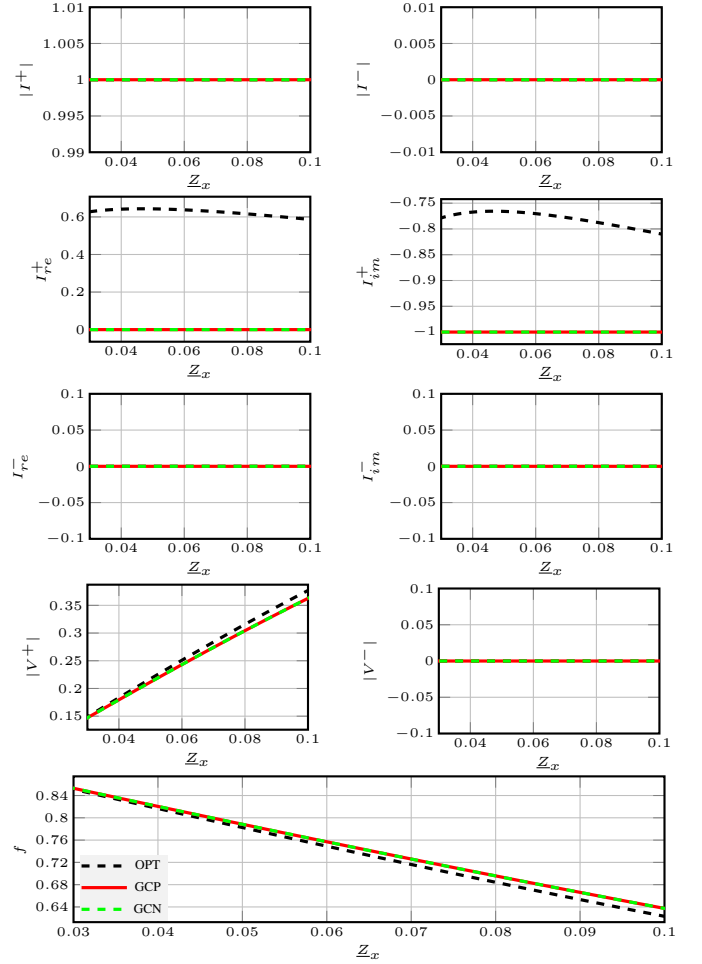 1.01
1.005
1
0.995
0.99
|I⁺|
0.04 0.06 0.08 0.1
Z̲ₓ
0.01
0.005
0
−0.005
−0.01
|I⁻|
0.04 0.06 0.08 0.1
Z̲ₓ
0.6
0.4
0.2
0
I⁺re
0.04 0.06 0.08 0.1
Z̲ₓ
−0.75
−0.8
−0.85
−0.9
−0.95
−1
I⁺im
0.04 0.06 0.08 0.1
Z̲ₓ
0.1
0.05
0
−0.05
−0.1
I⁻re
0.04 0.06 0.08 0.1
Z̲ₓ
0.1
0.05
0
−0.05
−0.1
I⁻im
0.04 0.06 0.08 0.1
Z̲ₓ
0.35
0.3
0.25
0.2
0.15
|V⁺|
0.04 0.06 0.08 0.1
Z̲ₓ
0.1
0.05
0
−0.05
−0.1
|V⁻|
0.04 0.06 0.08 0.1
Z̲ₓ
0.84
0.8
0.76
0.72
0.68
0.64
f
OPT
GCP
GCN
0.03 0.04 0.05 0.06 0.07 0.08 0.09 0.1
Z̲ₓ